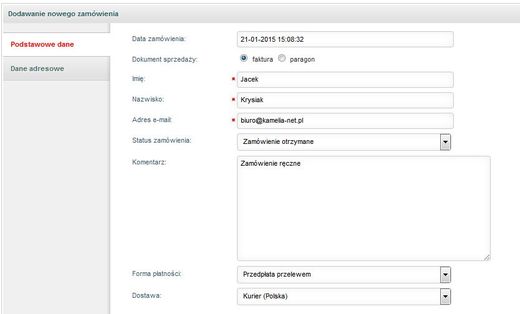 Dodawanie nowego zamówienia
Podstawowe dane
Dane adresowe
Data zamówienia: 21-01-2015 15:08:32
Dokument sprzedaży: faktura paragon
Imię: * Jacek
Nazwisko: * Krysiak
Adres e-mail: * biuro@kamelia-net.pl
Status zamówienia: Zamówienie otrzymane
Komentarz: Zamówienie ręczne
Forma płatności: Przedpłata przelewem
Dostawa: Kurier (Polska)